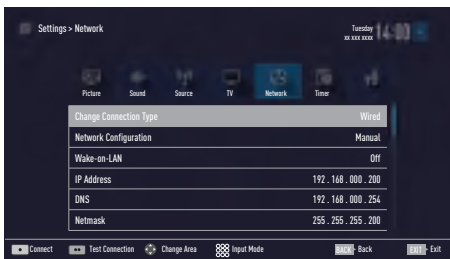 Settings > Network
Tuesday
xx xxx xxxx
14:00
Picture Sound Source TV Network Timer
Change Connection Type Wired
Network Configuration Manual
Wake-on-LAN Off
IP Address 192 . 168 . 000 . 200
DNS 192 . 168 . 000 . 254
Netmask 255 . 255 . 255 . 200
Connect Test Connection Change Area Input Mode BACK - Back EXIT - Exit